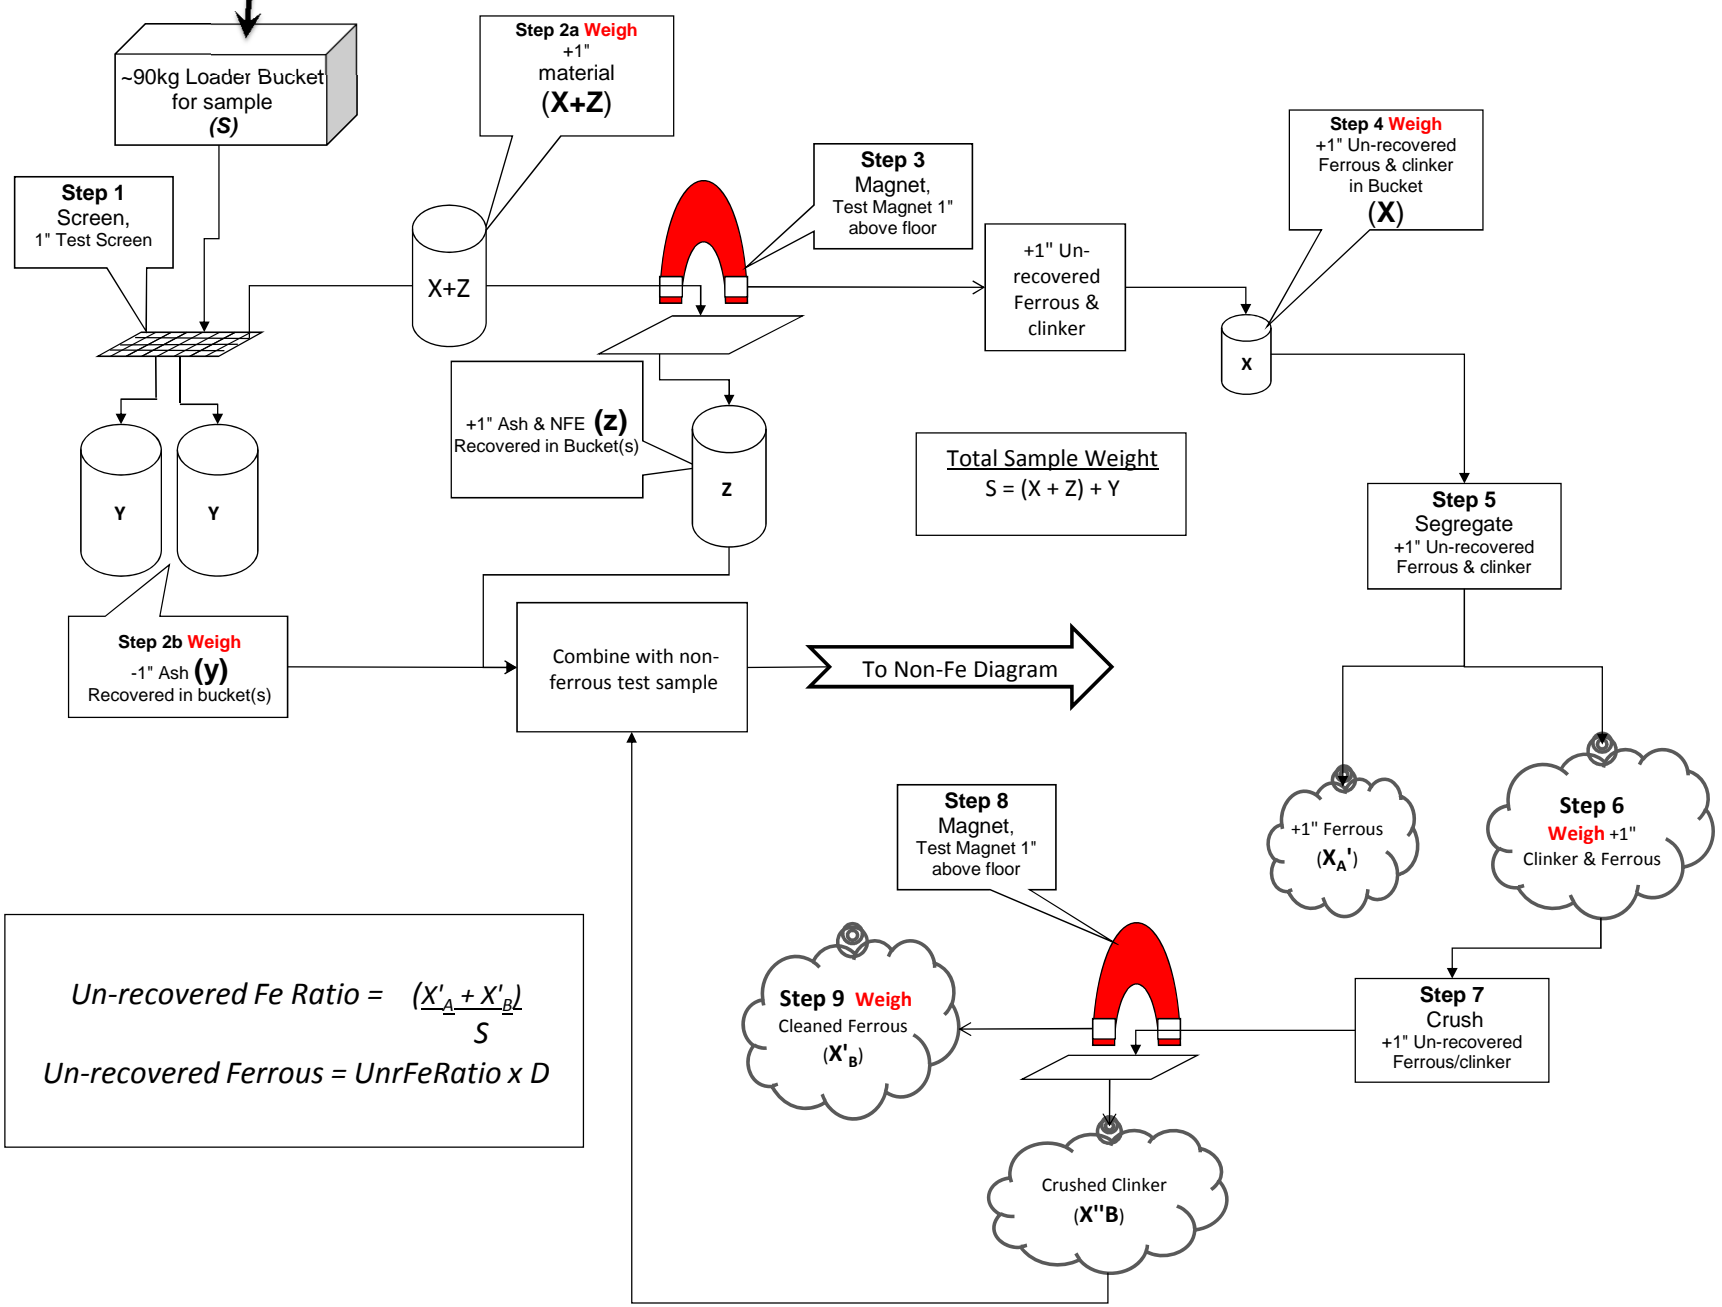 ~90kg Loader Bucket
for sample
(S)
Step 2a Weigh
+1"
material
(X+Z)
Step 1
Screen,
1" Test Screen
X+Z
Step 3
Magnet,
Test Magnet 1"
above floor
+1" Un-
recovered
Ferrous &
clinker
Step 4 Weigh
+1" Un-recovered
Ferrous & clinker
in Bucket
(X)
X
Y
Y
+1" Ash & NFE (z)
Recovered in Bucket(s)
Z
Total Sample Weight
S = (X + Z) + Y
Step 5
Segregate
+1" Un-recovered
Ferrous & clinker
Step 2b Weigh
-1" Ash (y)
Recovered in bucket(s)
Combine with non-
ferrous test sample
To Non-Fe Diagram
+1" Ferrous
(XA')
Step 6
Weigh +1"
Clinker & Ferrous
Step 8
Magnet,
Test Magnet 1"
above floor
Step 9 Weigh
Cleaned Ferrous
(X'B)
Step 7
Crush
+1" Un-recovered
Ferrous/clinker
Crushed Clinker
(X"B)
Un-recovered Fe Ratio = (X'A + X'B)
S
Un-recovered Ferrous = UnrFeRatio x D